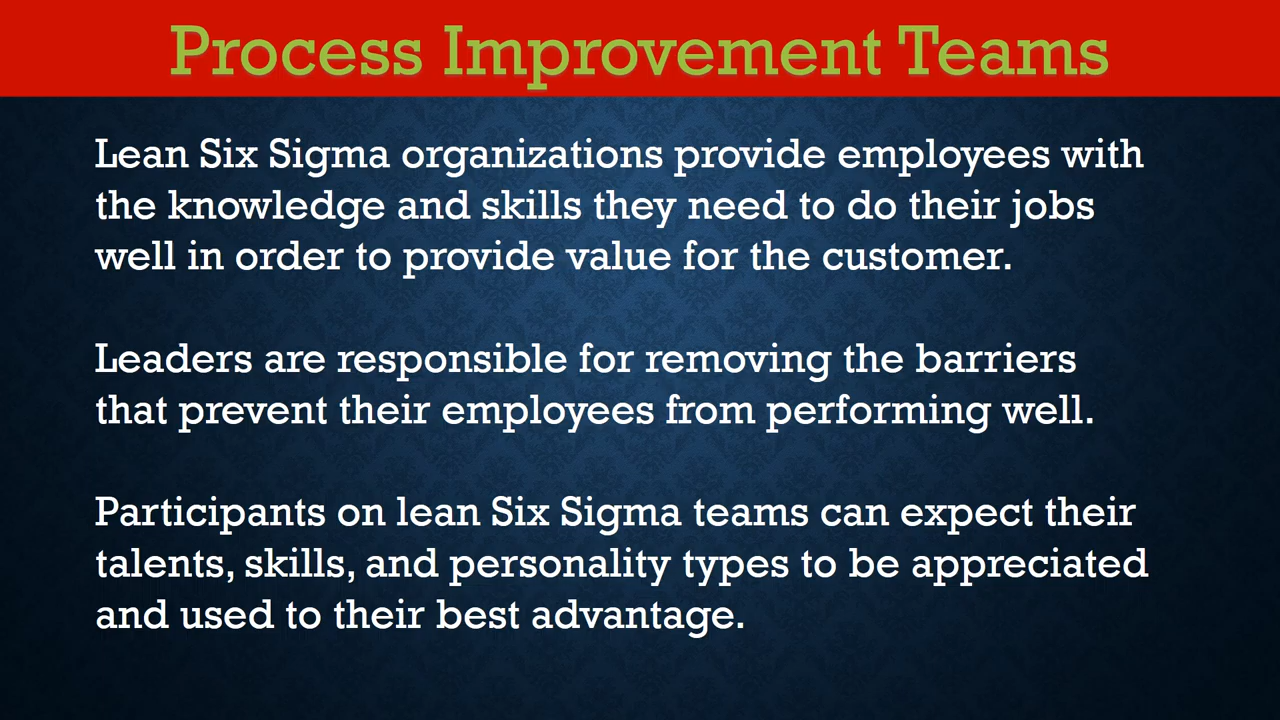 Process Improvement Teams
Lean Six Sigma organizations provide employees with
the knowledge and skills they need to do their jobs
well in order to provide value for the customer.
Leaders are responsible for removing the barriers
that prevent their employees from performing well.
Participants on lean Six Sigma teams can expect their
talents, skills, and personality types to be appreciated
and used to their best advantage.